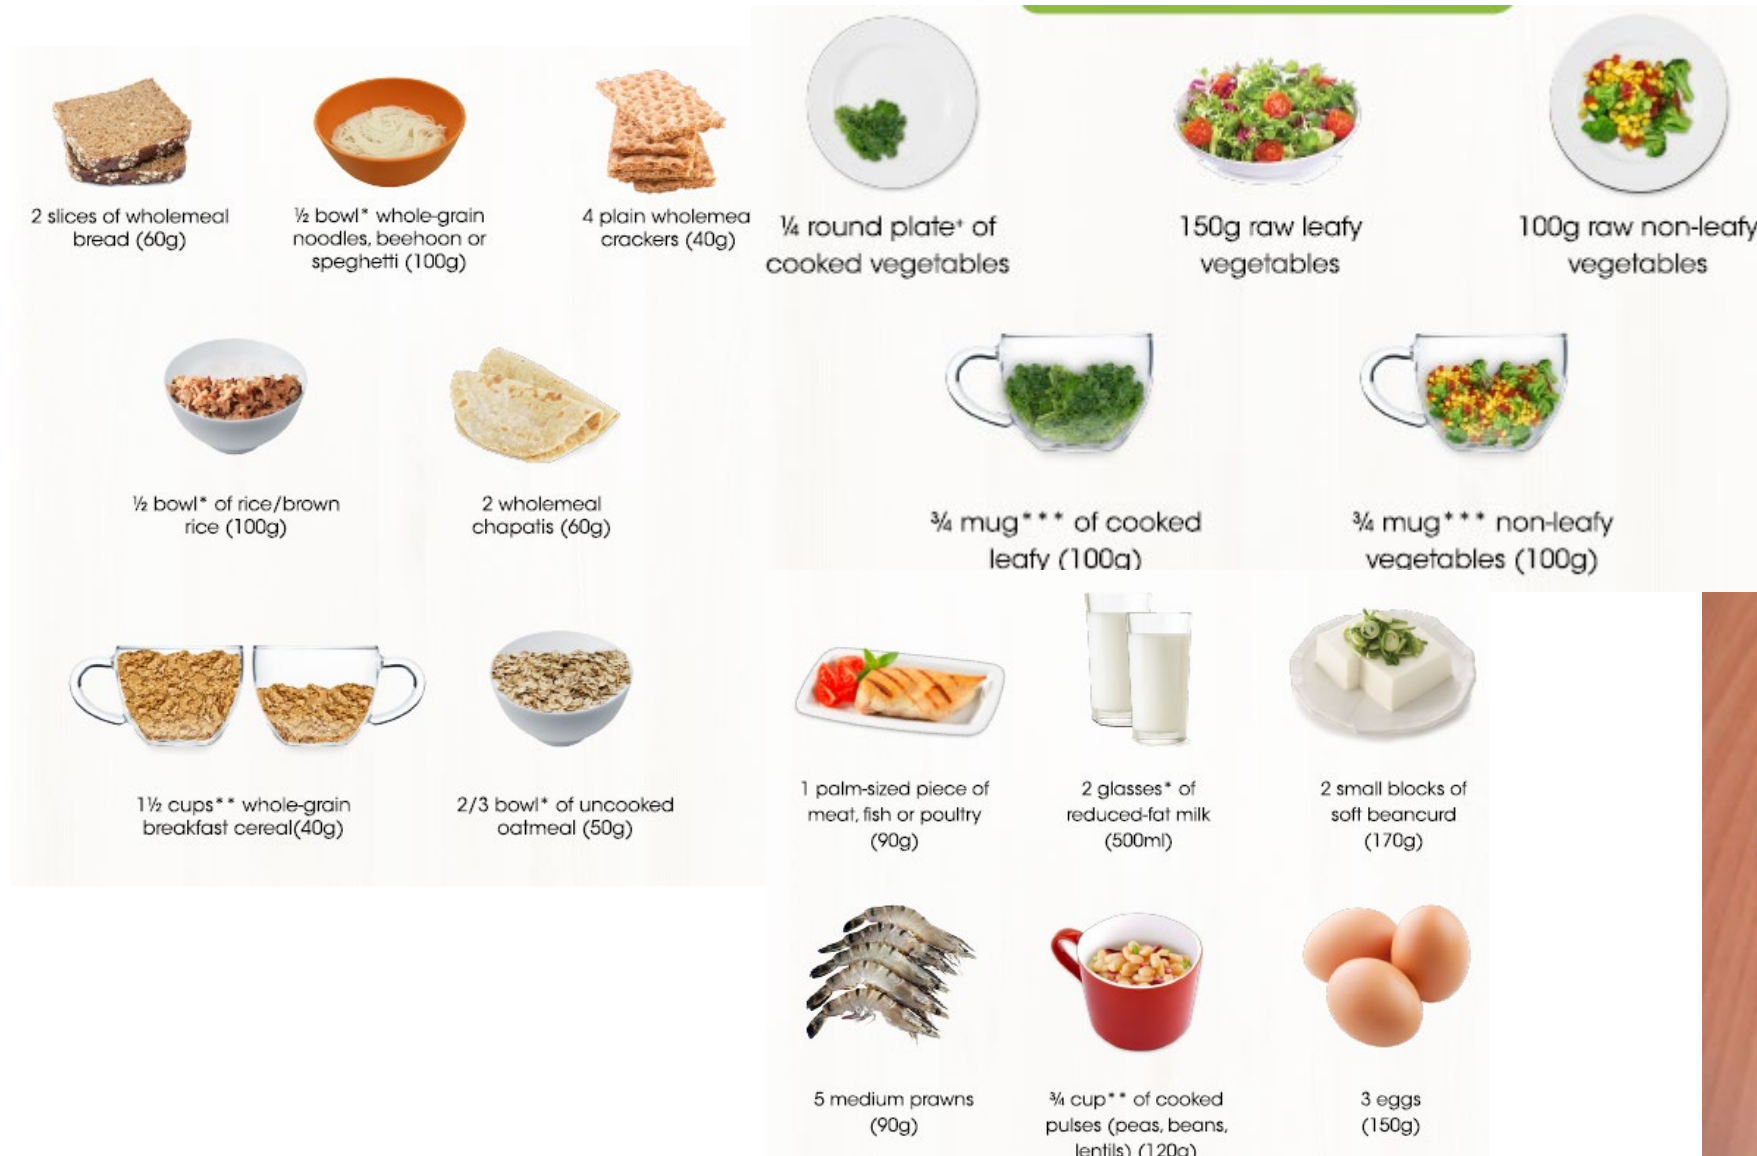 2 slices of wholemeal
bread (60g)
½ bowl* whole-grain
noodles, beehoon or
speghetti (100g)
4 plain wholemea
crackers (40g)
½ bowl* of rice/brown
rice (100g)
2 wholemeal
chapatis (60g)
1½ cups** whole-grain
breakfast cereal(40g)
2/3 bowl* of uncooked
oatmeal (50g)
¼ round plate⁺ of
cooked vegetables
150g raw leafy
vegetables
100g raw non-leafy
vegetables
¾ mug*** of cooked
leafy (100g)
¾ mug*** non-leafy
vegetables (100g)
1 palm-sized piece of
meat, fish or poultry
(90g)
2 glasses* of
reduced-fat milk
(500ml)
2 small blocks of
soft beancurd
(170g)
5 medium prawns
(90g)
¾ cup** of cooked
pulses (peas, beans,
lentils) (120g)
3 eggs
(150g)